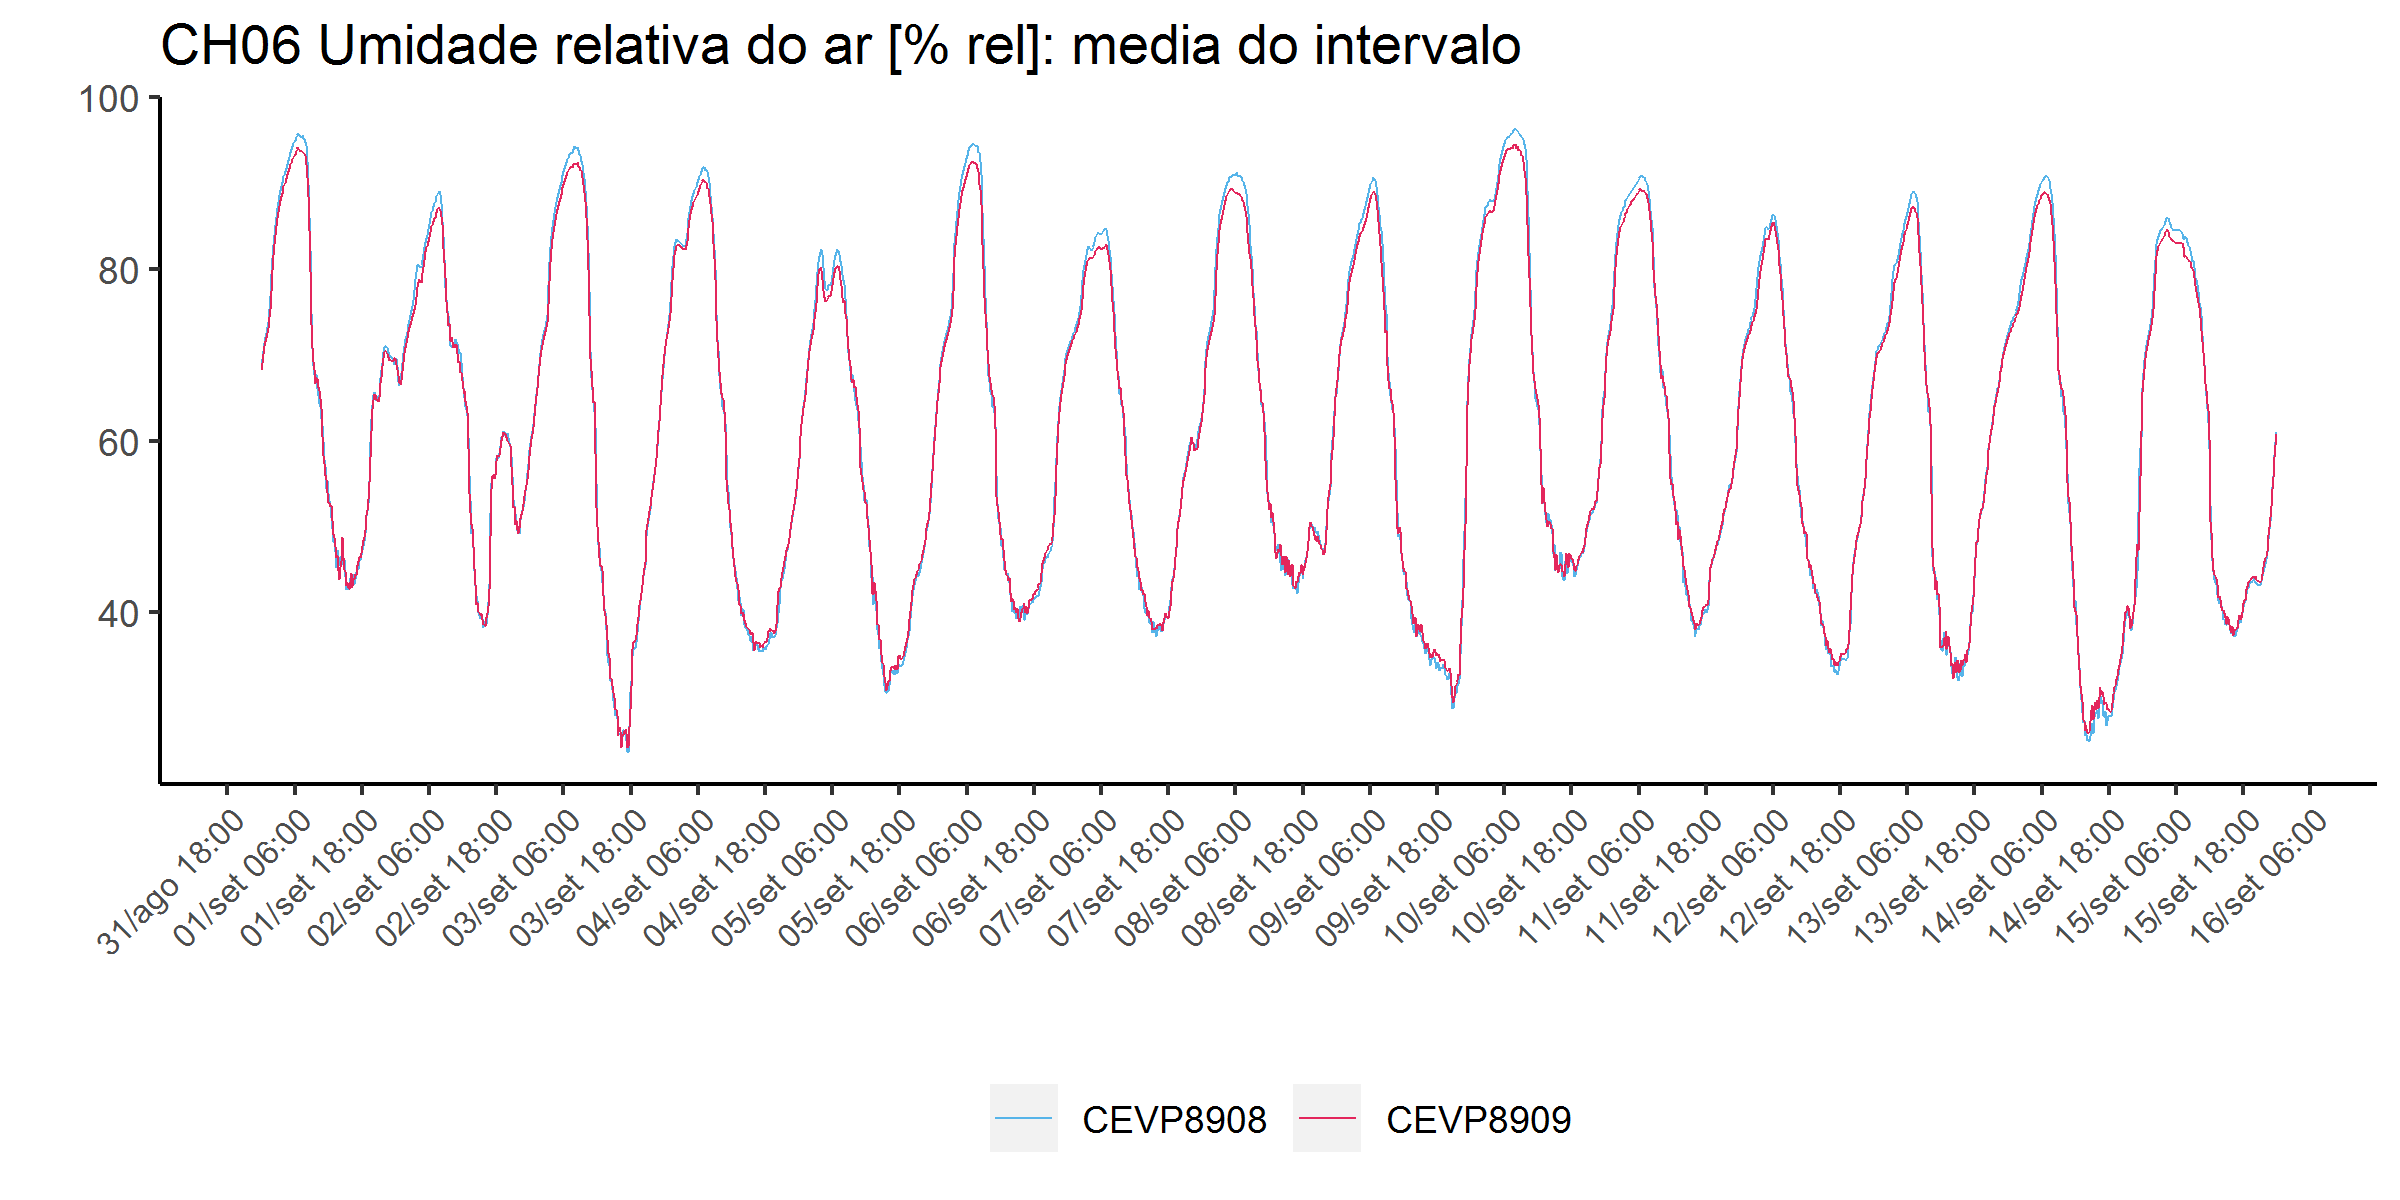 CH06 Umidade relativa do ar [% rel]: media do intervalo
100
80
60
40
31/ago 18:00
01/set 06:00
01/set 18:00
02/set 06:00
02/set 18:00
03/set 06:00
03/set 18:00
04/set 06:00
04/set 18:00
05/set 06:00
05/set 18:00
06/set 06:00
06/set 18:00
07/set 06:00
07/set 18:00
08/set 06:00
08/set 18:00
09/set 06:00
09/set 18:00
10/set 06:00
10/set 18:00
11/set 06:00
11/set 18:00
12/set 06:00
12/set 18:00
13/set 06:00
13/set 18:00
14/set 06:00
14/set 18:00
15/set 06:00
15/set 18:00
16/set 06:00
CEVP8908
CEVP8909